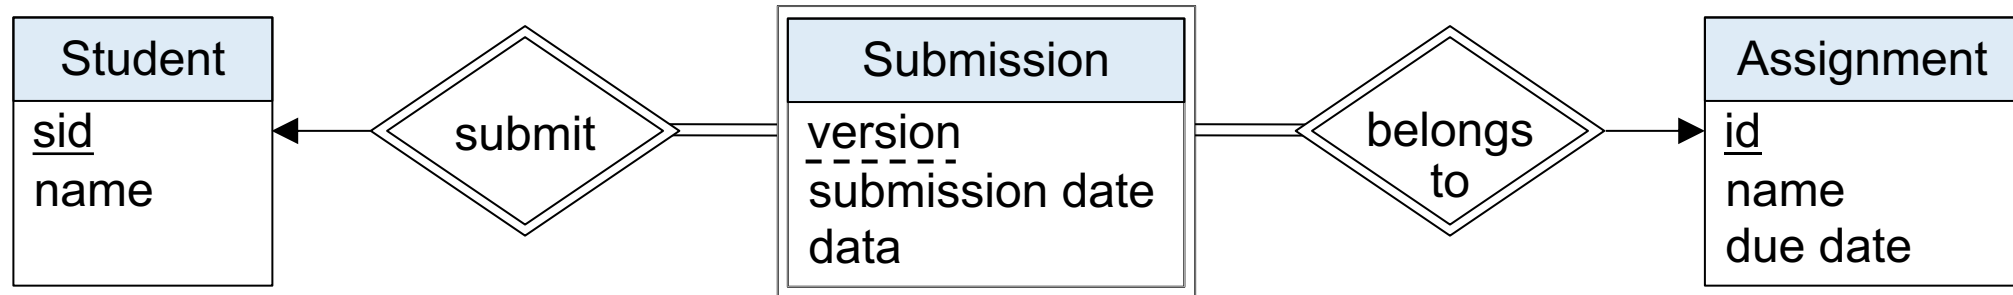 Student
sid
name
submit
Submission
version
submission date
data
belongs
to
Assignment
id
name
due date